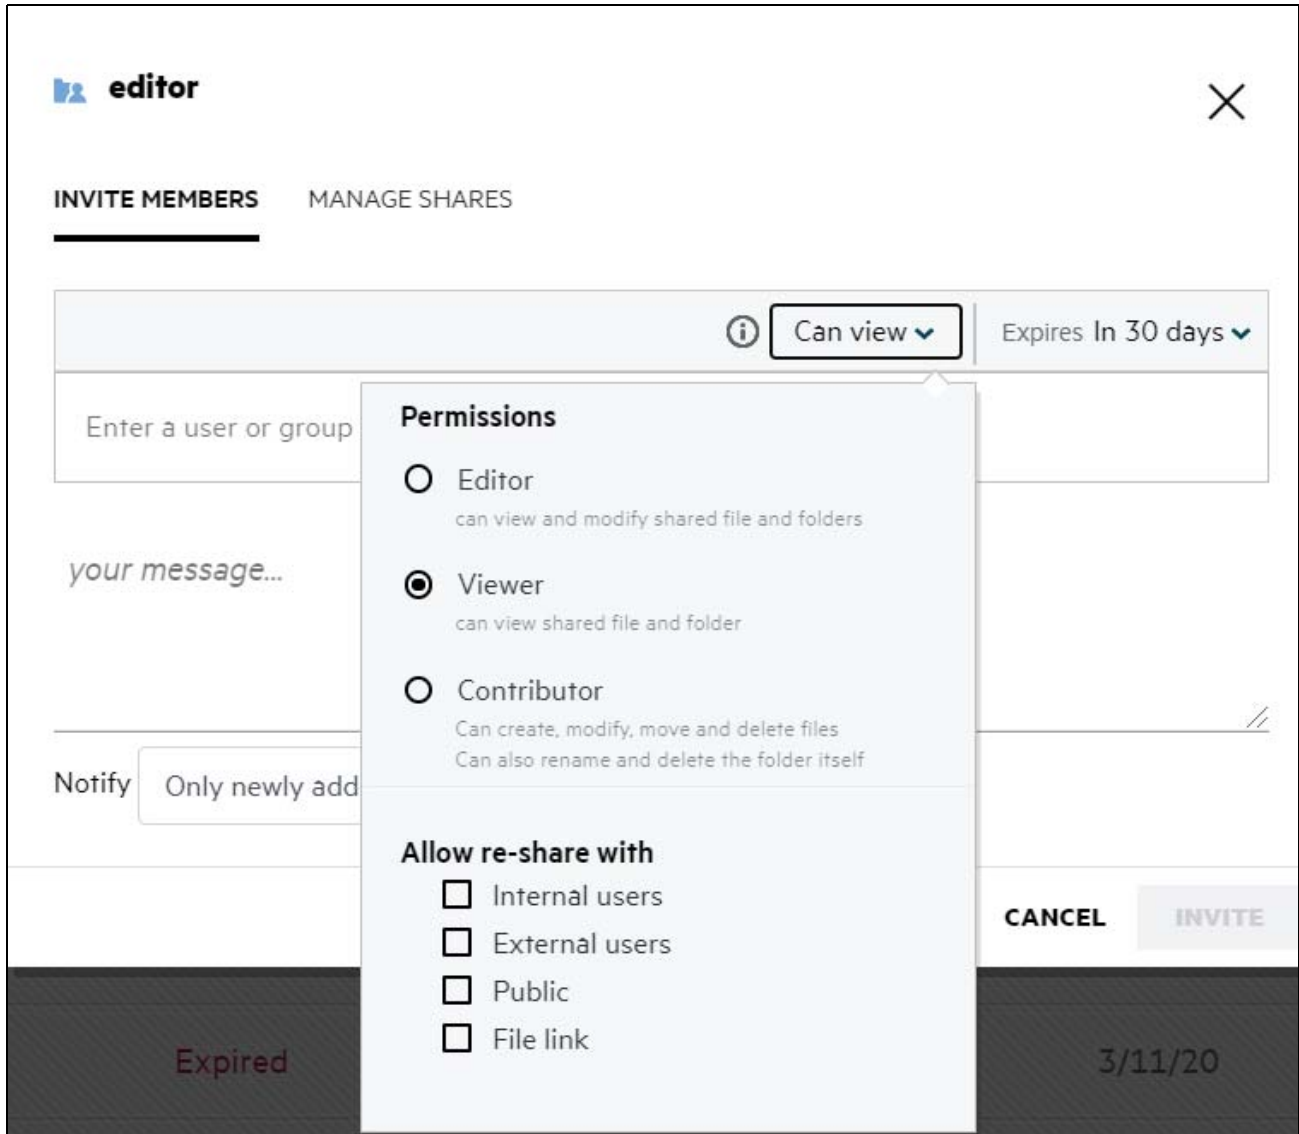 editor
INVITE MEMBERS MANAGE SHARES
Can view Expires In 30 days
Enter a user or group
Permissions
Editor
can view and modify shared file and folders
your message...
Viewer
can view shared file and folder
Contributor
Can create, modify, move and delete files
Can also rename and delete the folder itself
Notify Only newly add
Allow re-share with
Internal users
External users
Public
File link
CANCEL INVITE
Expired 3/11/20